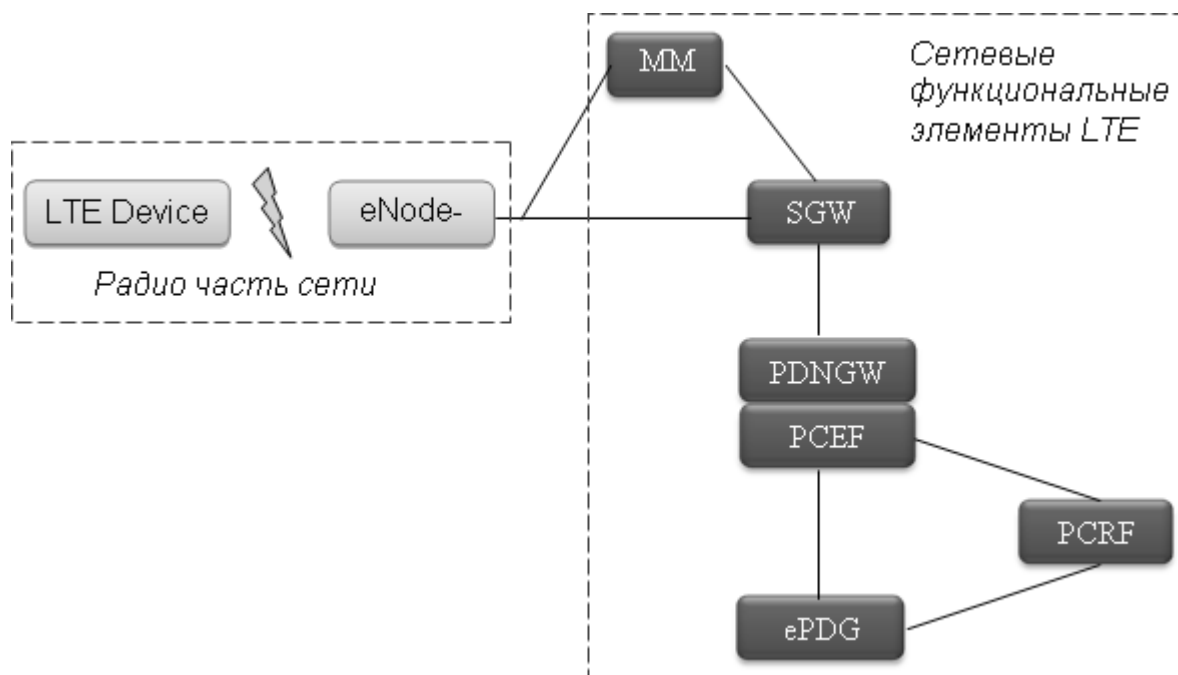 MM
Сетевые
функциональные
элементы LTE
LTE Device
eNode-
SGW
Радио часть сети
PDNGW
PCEF
PCRF
ePDG